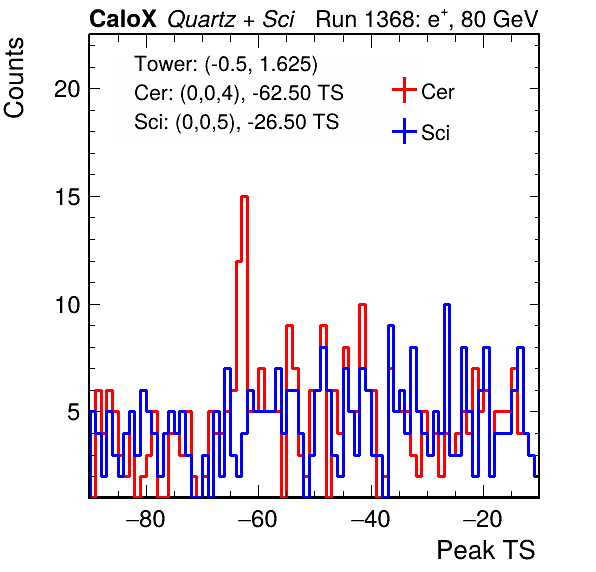 CaloX Quartz + Sci Run 1368: e⁺, 80 GeV
Counts
Tower: (-0.5, 1.625)
Cer: (0,0,4), -62.50 TS
Sci: (0,0,5), -26.50 TS
Cer
Sci
20
15
10
5
−80 −60 −40 −20
Peak TS